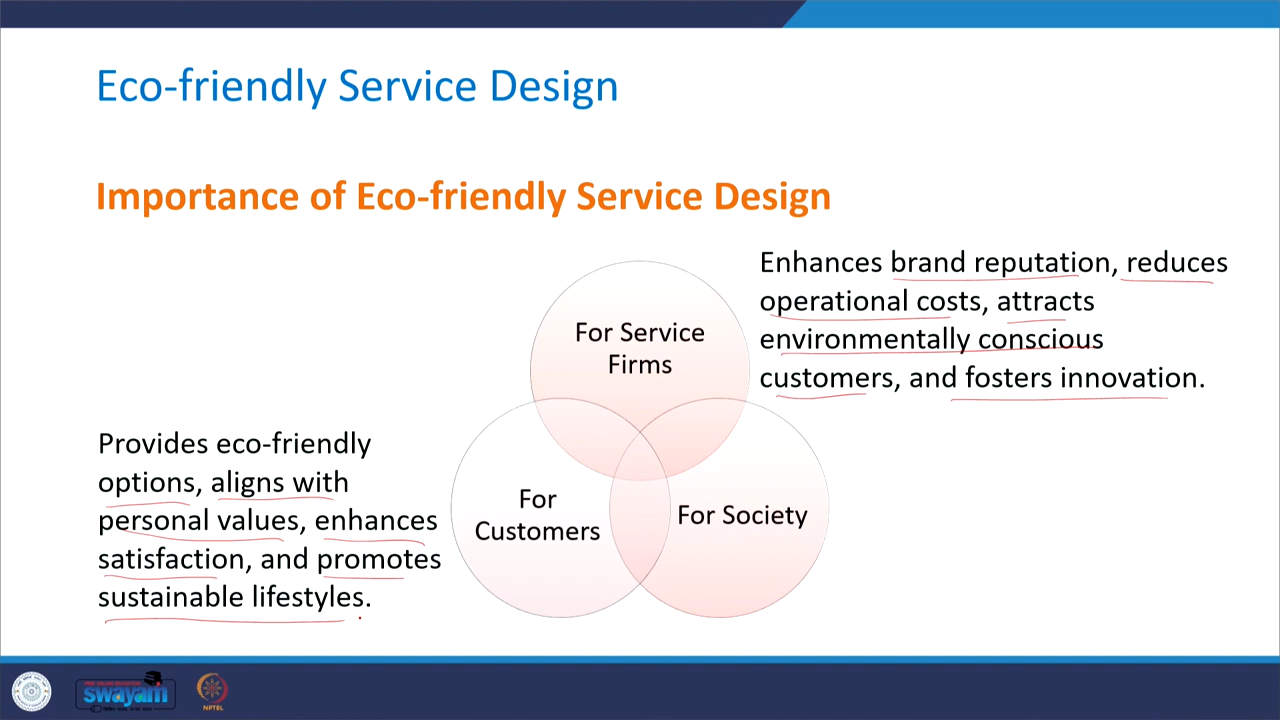 Eco-friendly Service Design
Importance of Eco-friendly Service Design
Enhances brand reputation, reduces
operational costs, attracts
environmentally conscious
customers, and fosters innovation.
For Service
Firms
Provides eco-friendly
options, aligns with
personal values, enhances
satisfaction, and promotes
sustainable lifestyles.
For
Customers
For Society
swayam
NPTEL